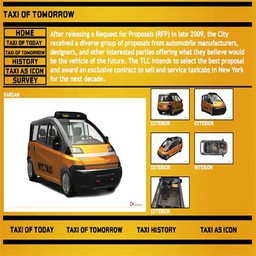 TAXI OF TOMORROW
HOME
TAXI OF TODAY
TAXI OF TOMORROW
HISTORY
TAXI AS ICON
SURVEY
After releasing a Request for Proposals (RFP) in late 2009, the City
received a diverse group of proposals from automobile manufacturers,
designers, and other interested parties offering what they believe would
be the vehicle of the future. The TLC intends to select the best proposal
and award an exclusive contract to sell and service taxicabs in New York
for the next decade.
KARSAN
NYC TAXI
EXTERIOR
EXTERIOR
EXTERIOR
INTERIOR
EXTERIOR
INTERIOR
TAXI OF TODAY
TAXI OF TOMORROW
TAXI HISTORY
TAXI AS ICON